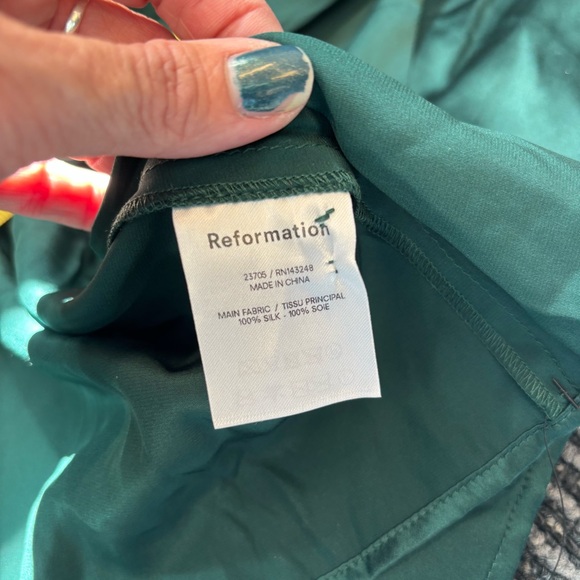 Reformation
23705 / RN143248
MADE IN CHINA
MAIN FABRIC / TISSU PRINCIPAL
100% SILK - 100% SOIE